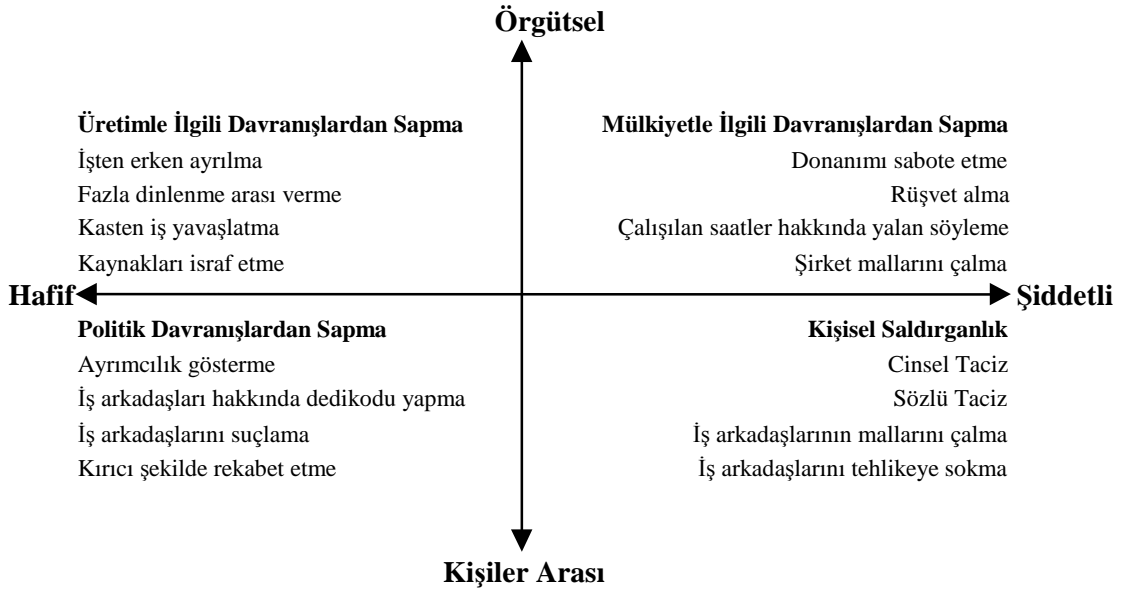 Örgütsel
Üretimle İlgili Davranışlardan Sapma
İşten erken ayrılma
Fazla dinlenme arası verme
Kasten iş yavaşlatma
Kaynakları israf etme
Mülkiyetle İlgili Davranışlardan Sapma
Donanımı sabote etme
Rüşvet alma
Çalışılan saatler hakkında yalan söyleme
Şirket mallarını çalma
Hafif
Şiddetli
Politik Davranışlardan Sapma
Ayrımcılık gösterme
İş arkadaşları hakkında dedikodu yapma
İş arkadaşlarını suçlama
Kırıcı şekilde rekabet etme
Kişisel Saldırganlık
Cinsel Taciz
Sözlü Taciz
İş arkadaşlarının mallarını çalma
İş arkadaşlarını tehlikeye sokma
Kişiler Arası